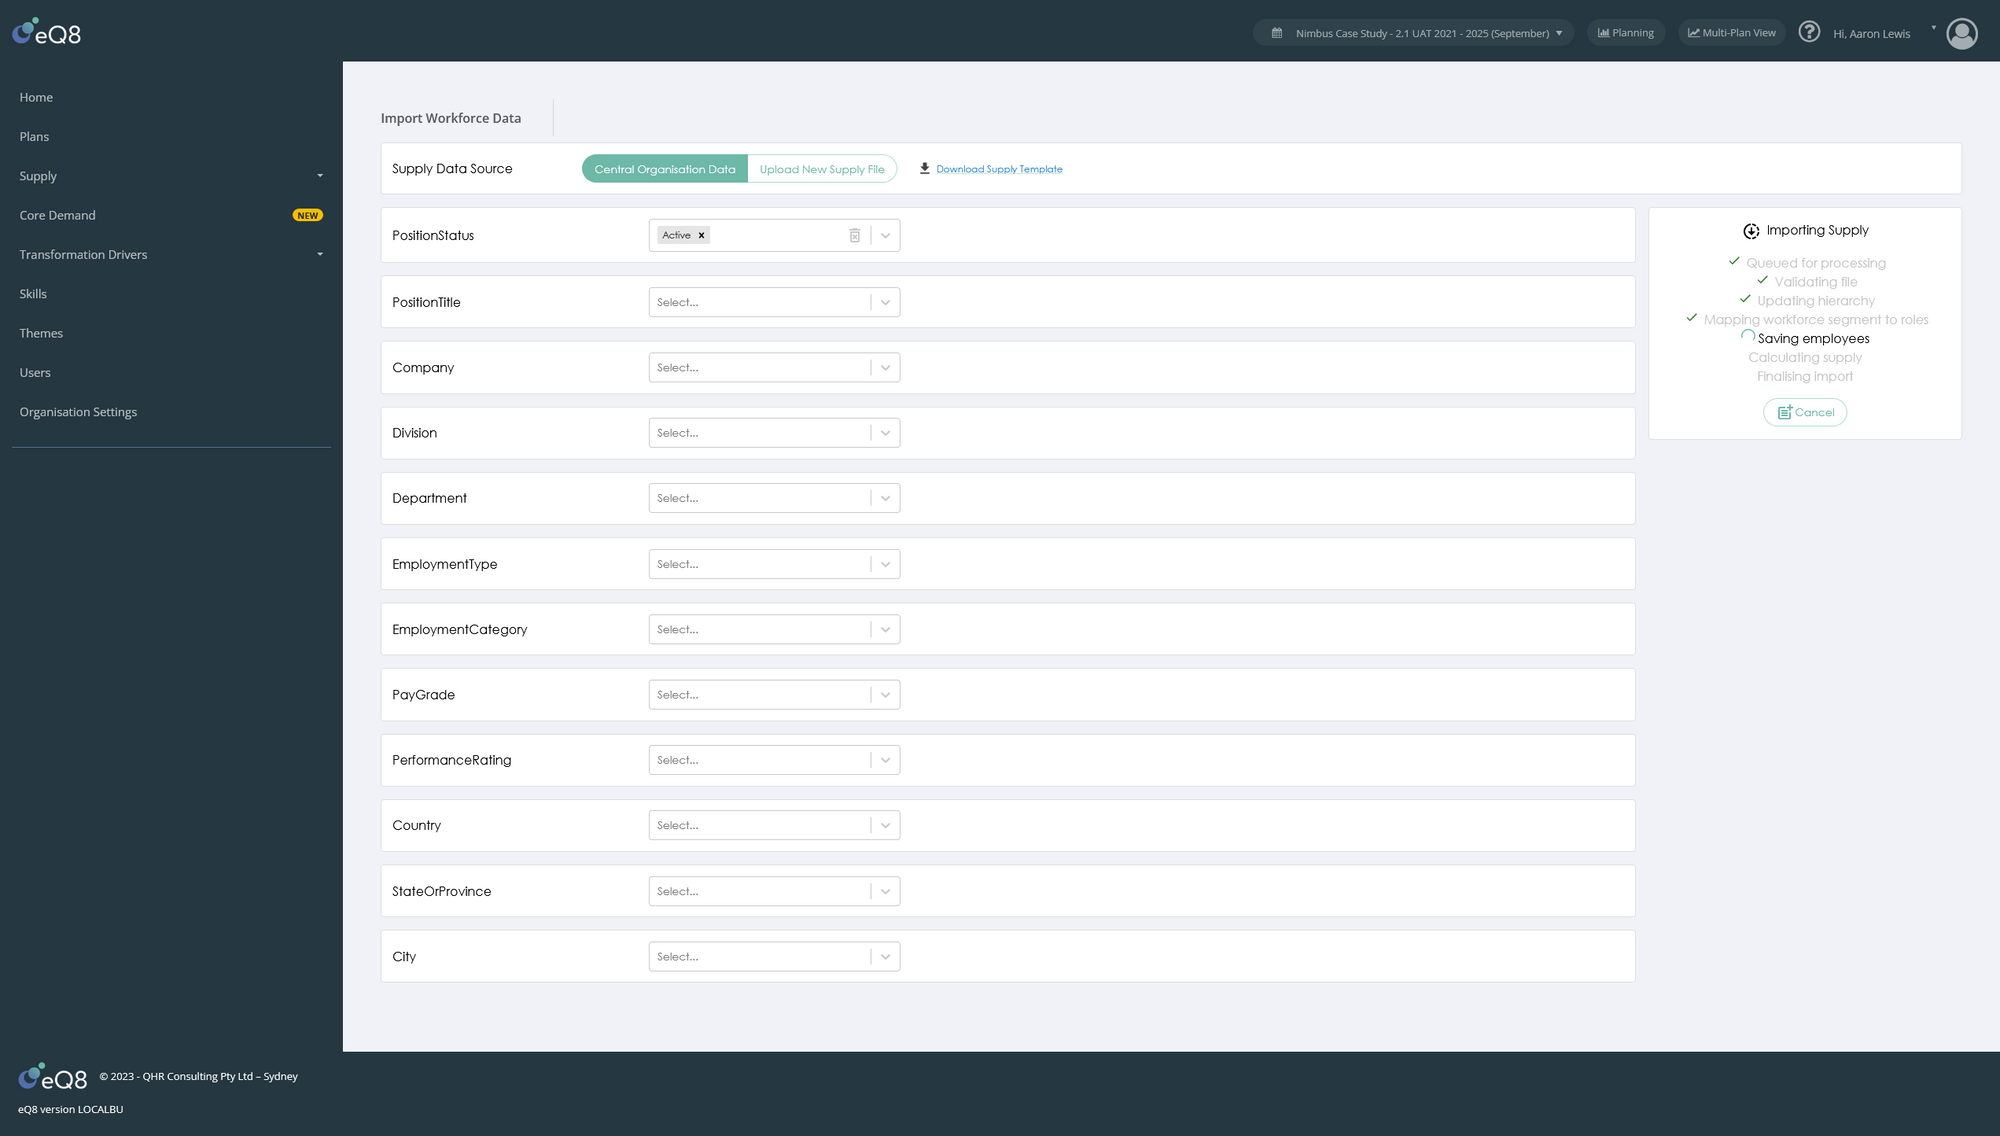 eQ8
Nimbus Case Study - 2.1 UAT 2021 - 2025 (September)
Planning
Multi-Plan View
Hi, Aaron Lewis
Home
Plans
Supply
Core Demand
NEW
Transformation Drivers
Skills
Themes
Users
Organisation Settings
Import Workforce Data
Supply Data Source
Central Organisation Data
Upload New Supply File
Download Supply Template
PositionStatus
Active
PositionTitle
Select...
Company
Select...
Division
Select...
Department
Select...
EmploymentType
Select...
EmploymentCategory
Select...
PayGrade
Select...
PerformanceRating
Select...
Country
Select...
StateOrProvince
Select...
City
Select...
Importing Supply
Queued for processing
Validating file
Updating hierarchy
Mapping workforce segment to roles
Saving employees
Calculating supply
Finalising import
Cancel
eQ8
© 2023 - QHR Consulting Pty Ltd – Sydney
eQ8 version LOCALBU